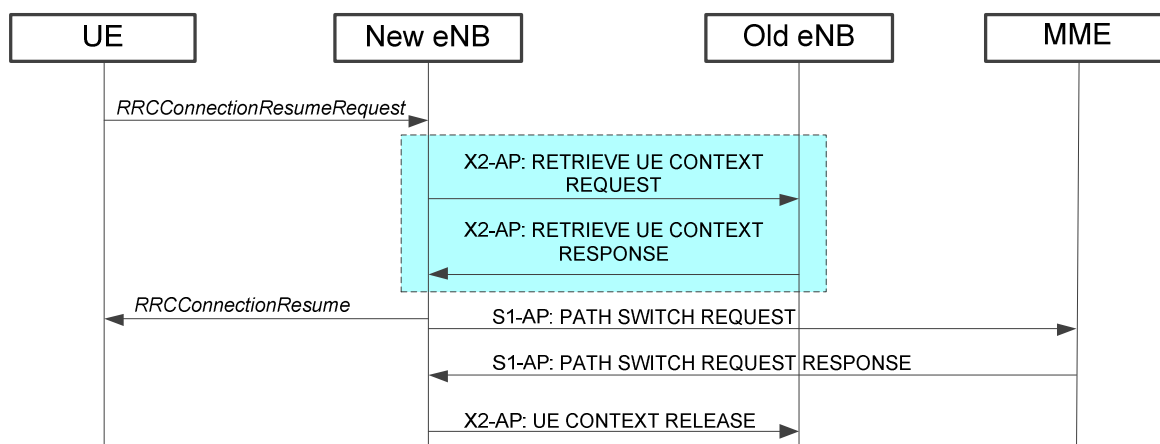 UE
New eNB
Old eNB
MME
RRCConnectionResumeRequest
X2-AP: RETRIEVE UE CONTEXT
REQUEST
X2-AP: RETRIEVE UE CONTEXT
RESPONSE
RRCConnectionResume
S1-AP: PATH SWITCH REQUEST
S1-AP: PATH SWITCH REQUEST RESPONSE
X2-AP: UE CONTEXT RELEASE